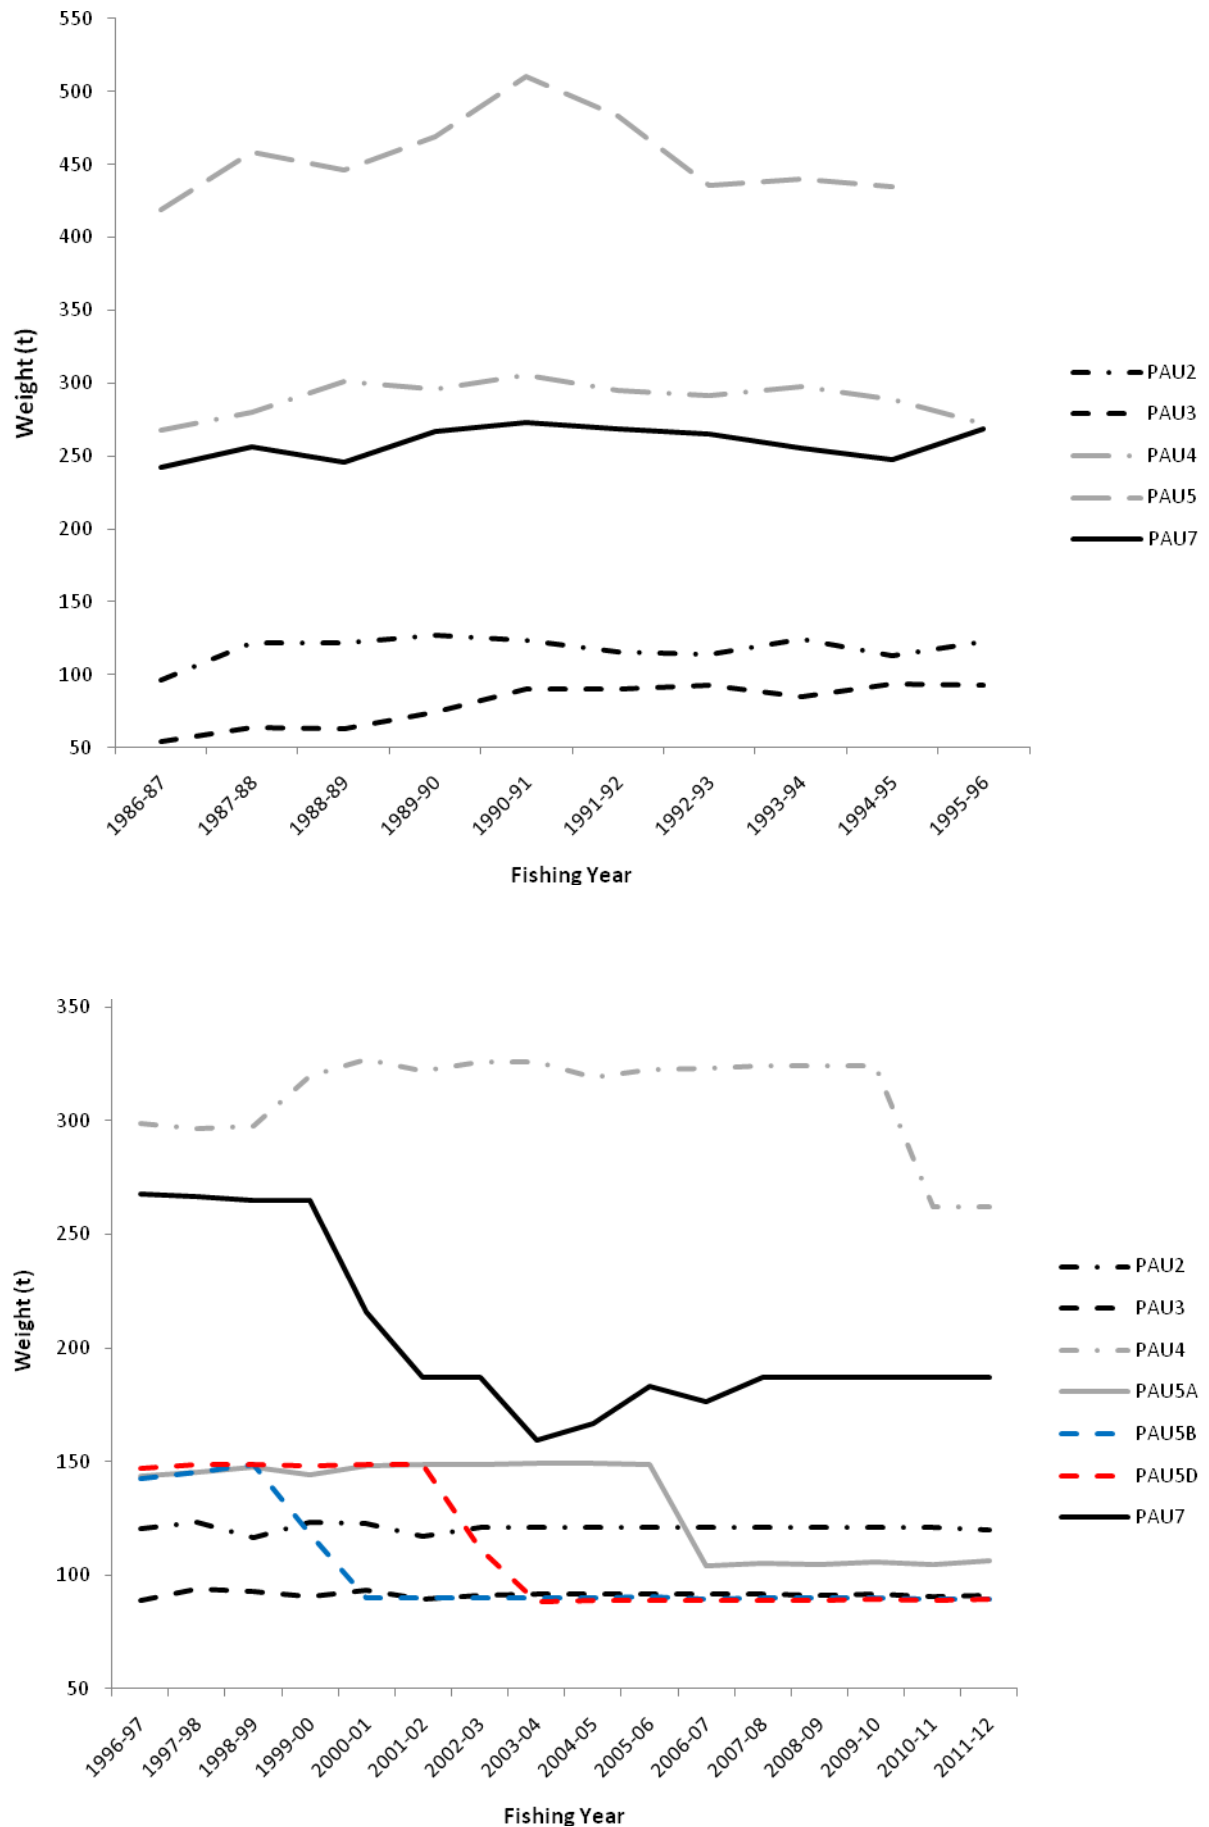 550
500
450
400
350
300
250
200
150
100
50
Weight (t)
1986-87
1987-88
1988-89
1989-90
1990-91
1991-92
1992-93
1993-94
1994-95
1995-96
Fishing Year
PAU2
PAU3
PAU4
PAU5
PAU7
350
300
250
200
150
100
50
Weight (t)
1996-97
1997-98
1998-99
1999-00
2000-01
2001-02
2002-03
2003-04
2004-05
2005-06
2006-07
2007-08
2008-09
2009-10
2010-11
2011-12
Fishing Year
PAU2
PAU3
PAU4
PAU5A
PAU5B
PAU5D
PAU7